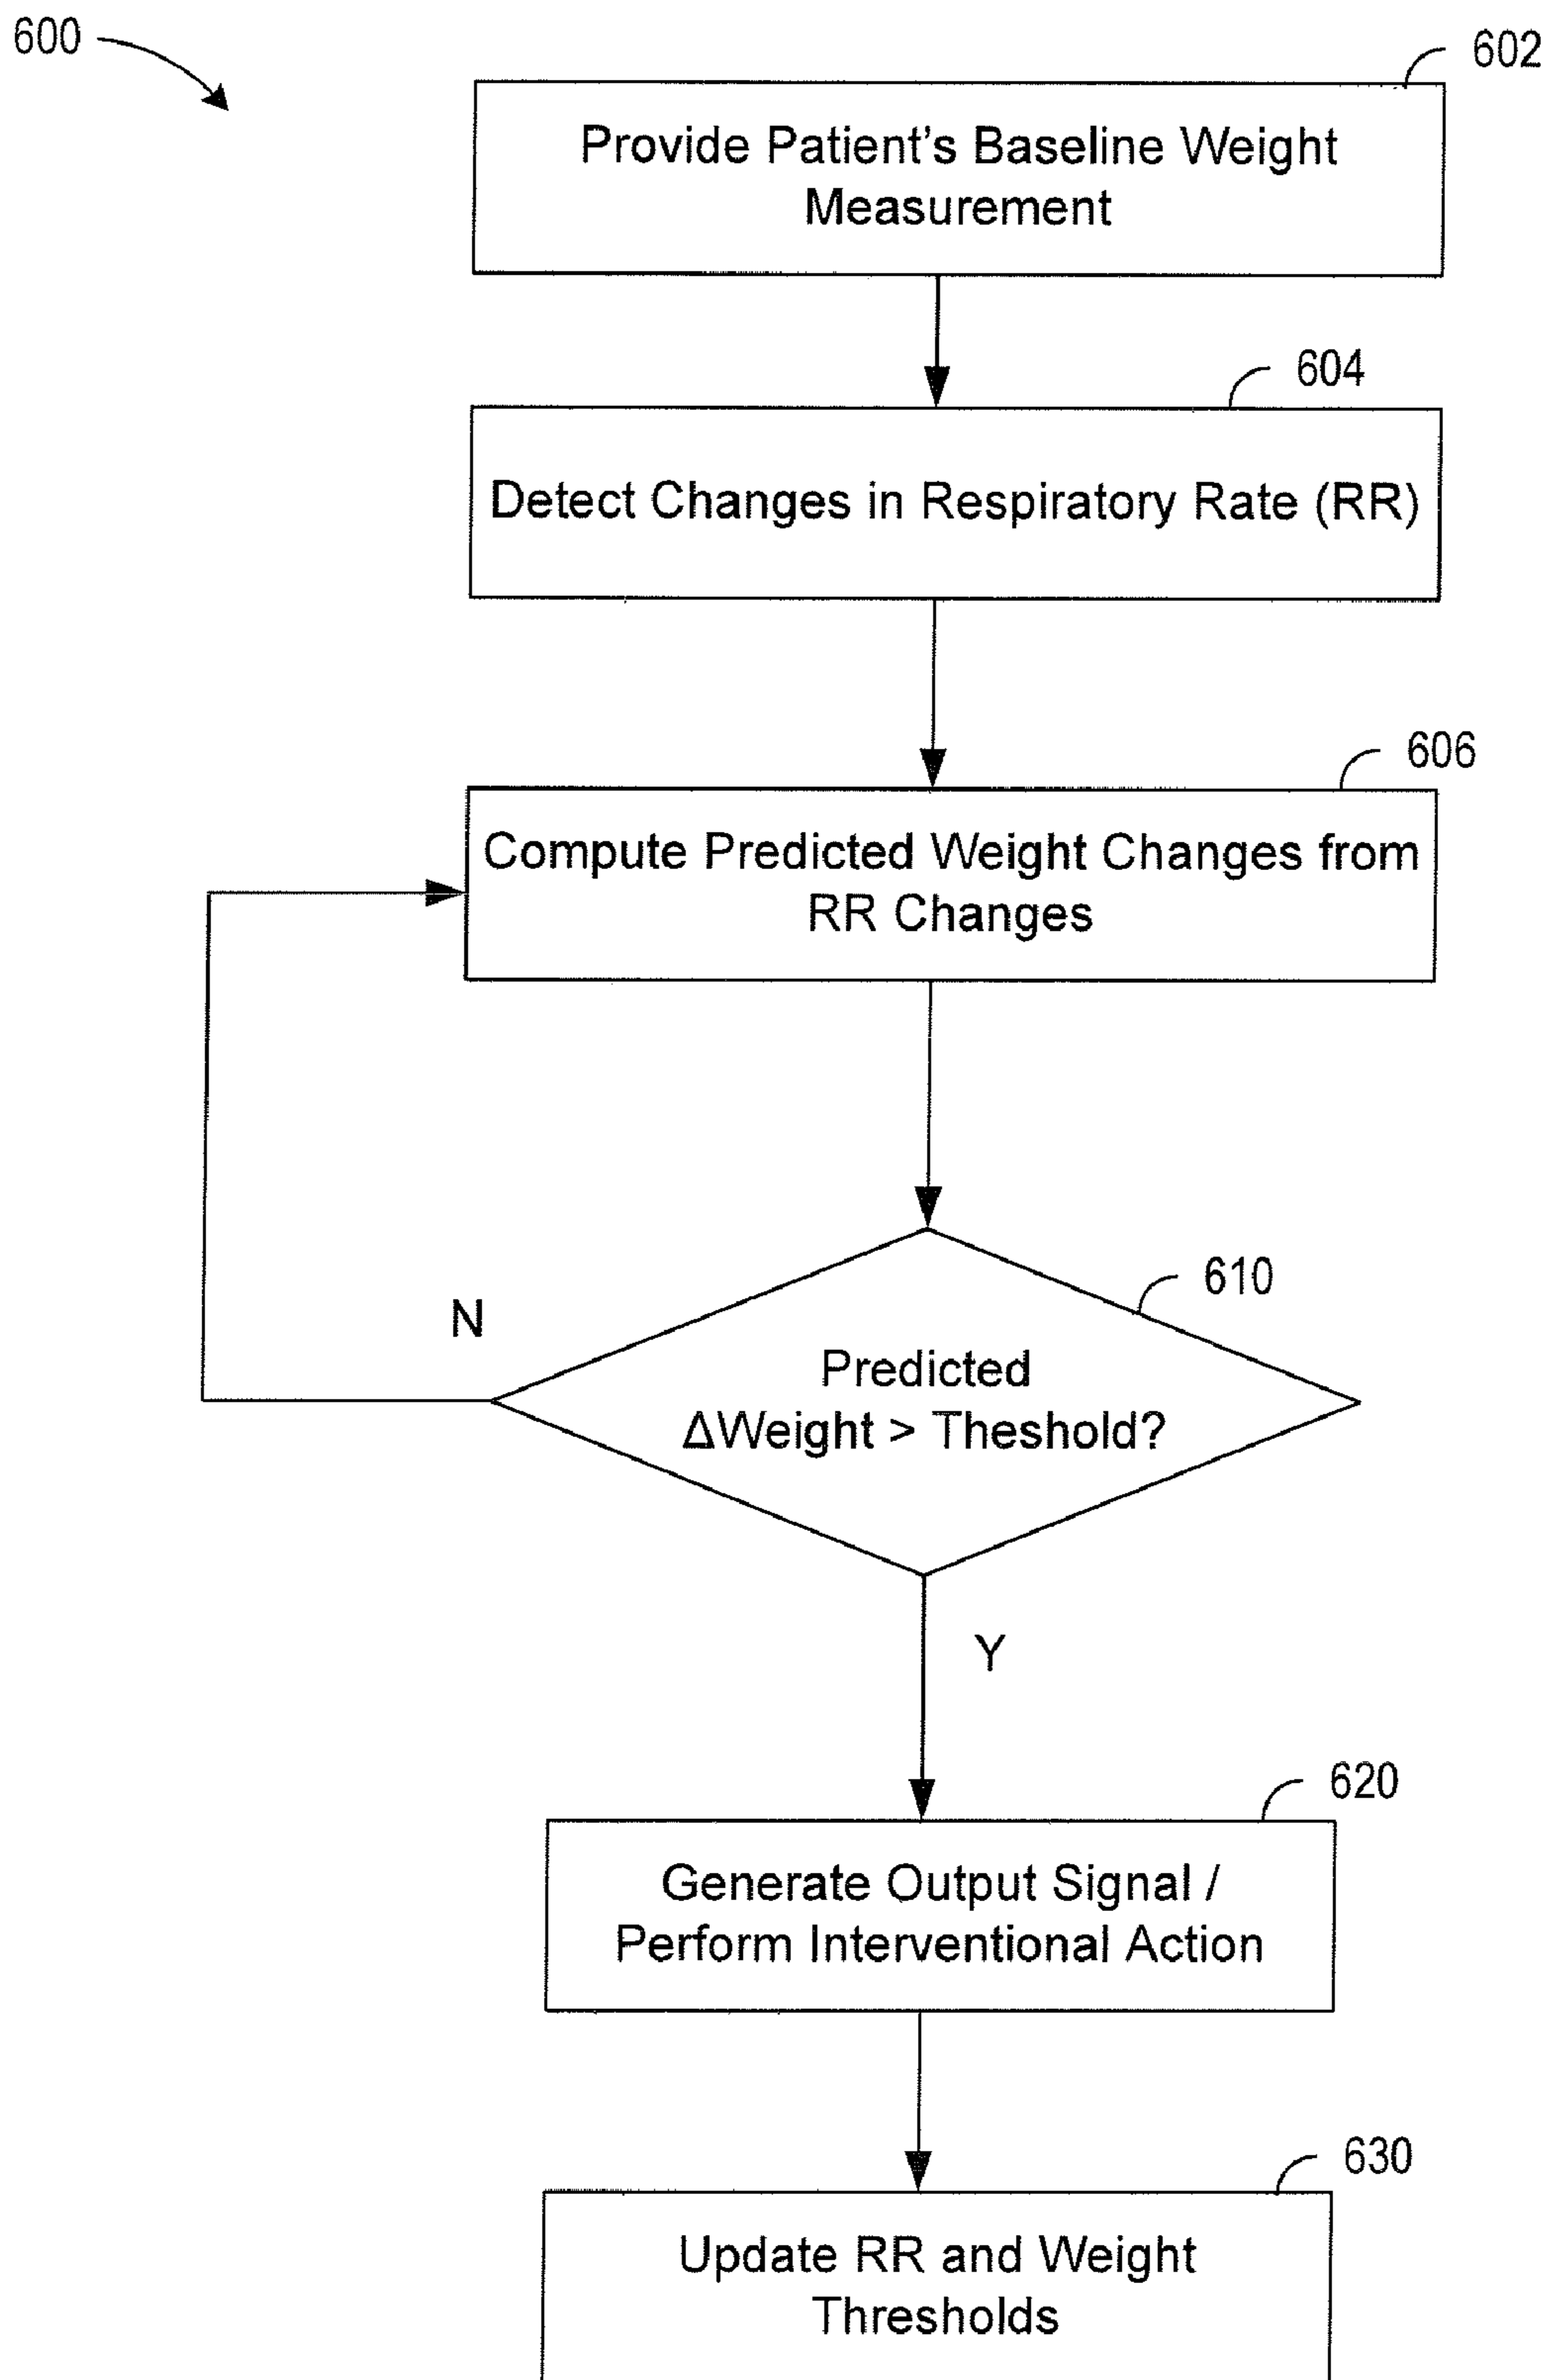 600
602
Provide Patient's Baseline Weight
Measurement
604
Detect Changes in Respiratory Rate (RR)
606
Compute Predicted Weight Changes from
RR Changes
610
N
Predicted
ΔWeight > Theshold?
Y
620
Generate Output Signal /
Perform Interventional Action
630
Update RR and Weight
Thresholds